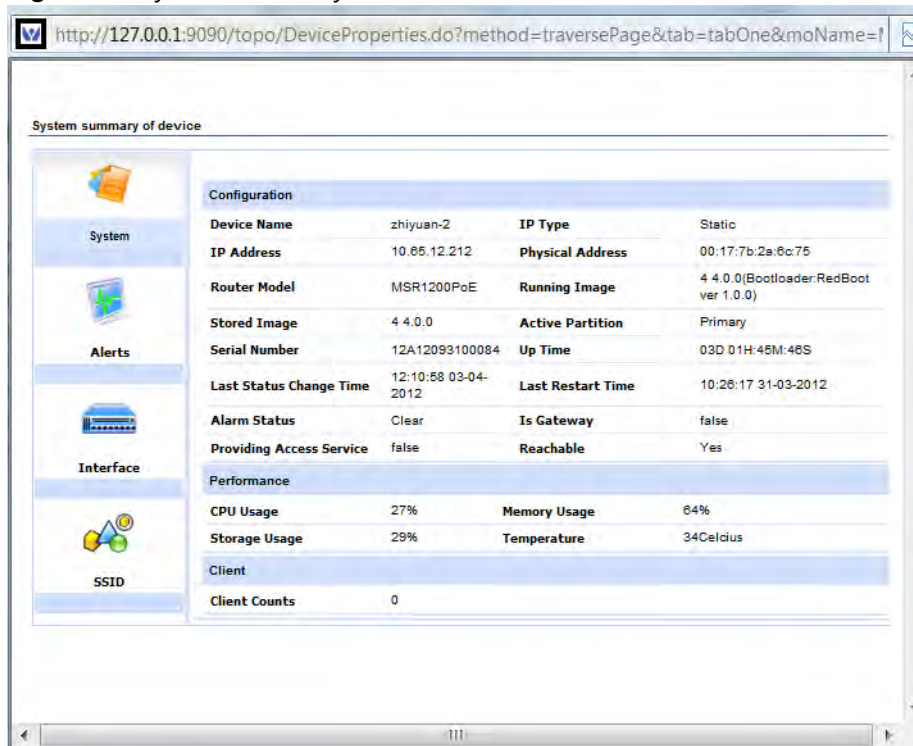 http://127.0.0.1:9090/topo/DeviceProperties.do?method=traversePage&tab=tabOne&moName=
System summary of device
System
Alerts
Interface
SSID
Configuration
Device Name zhiyuan-2 IP Type Static
IP Address 10.65.12.212 Physical Address 00:17:7b:2a:6c:75
Router Model MSR1200PoE Running Image 4 4.0.0(Bootloader:RedBoot
ver 1.0.0)
Stored Image 4 4.0.0 Active Partition Primary
Serial Number 12A12093100084 Up Time 03D 01H:45M:46S
Last Status Change Time 12:10:58 03-04-
2012 Last Restart Time 10:26:17 31-03-2012
Alarm Status Clear Is Gateway false
Providing Access Service false Reachable Yes
Performance
CPU Usage 27% Memory Usage 64%
Storage Usage 29% Temperature 34Celcius
Client
Client Counts 0